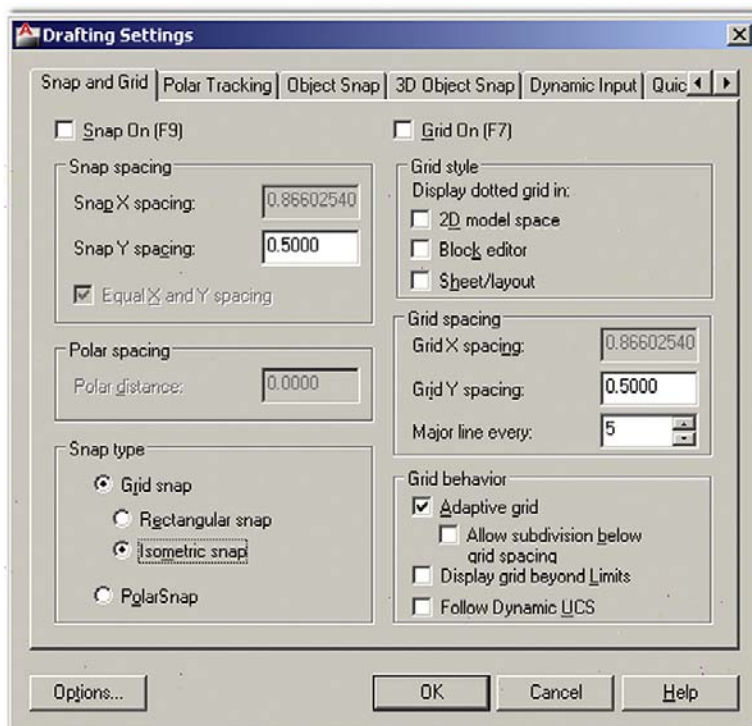 Drafting Settings
Snap and Grid
Polar Tracking
Object Snap
3D Object Snap
Dynamic Input
Quic
Snap On (F9)
Grid On (F7)
Snap spacing
Snap X spacing:
0.86602540
Snap Y spacing:
0.5000
Equal X and Y spacing
Polar spacing
Polar distance:
0.0000
Snap type
Grid snap
Rectangular snap
Isometric snap
PolarSnap
Grid style
Display dotted grid in:
2D model space
Block editor
Sheet/layout
Grid spacing
Grid X spacing:
0.86602540
Grid Y spacing:
0.5000
Major line every:
5
Grid behavior
Adaptive grid
Allow subdivision below
grid spacing
Display grid beyond Limits
Follow Dynamic UCS
Options...
OK
Cancel
Help